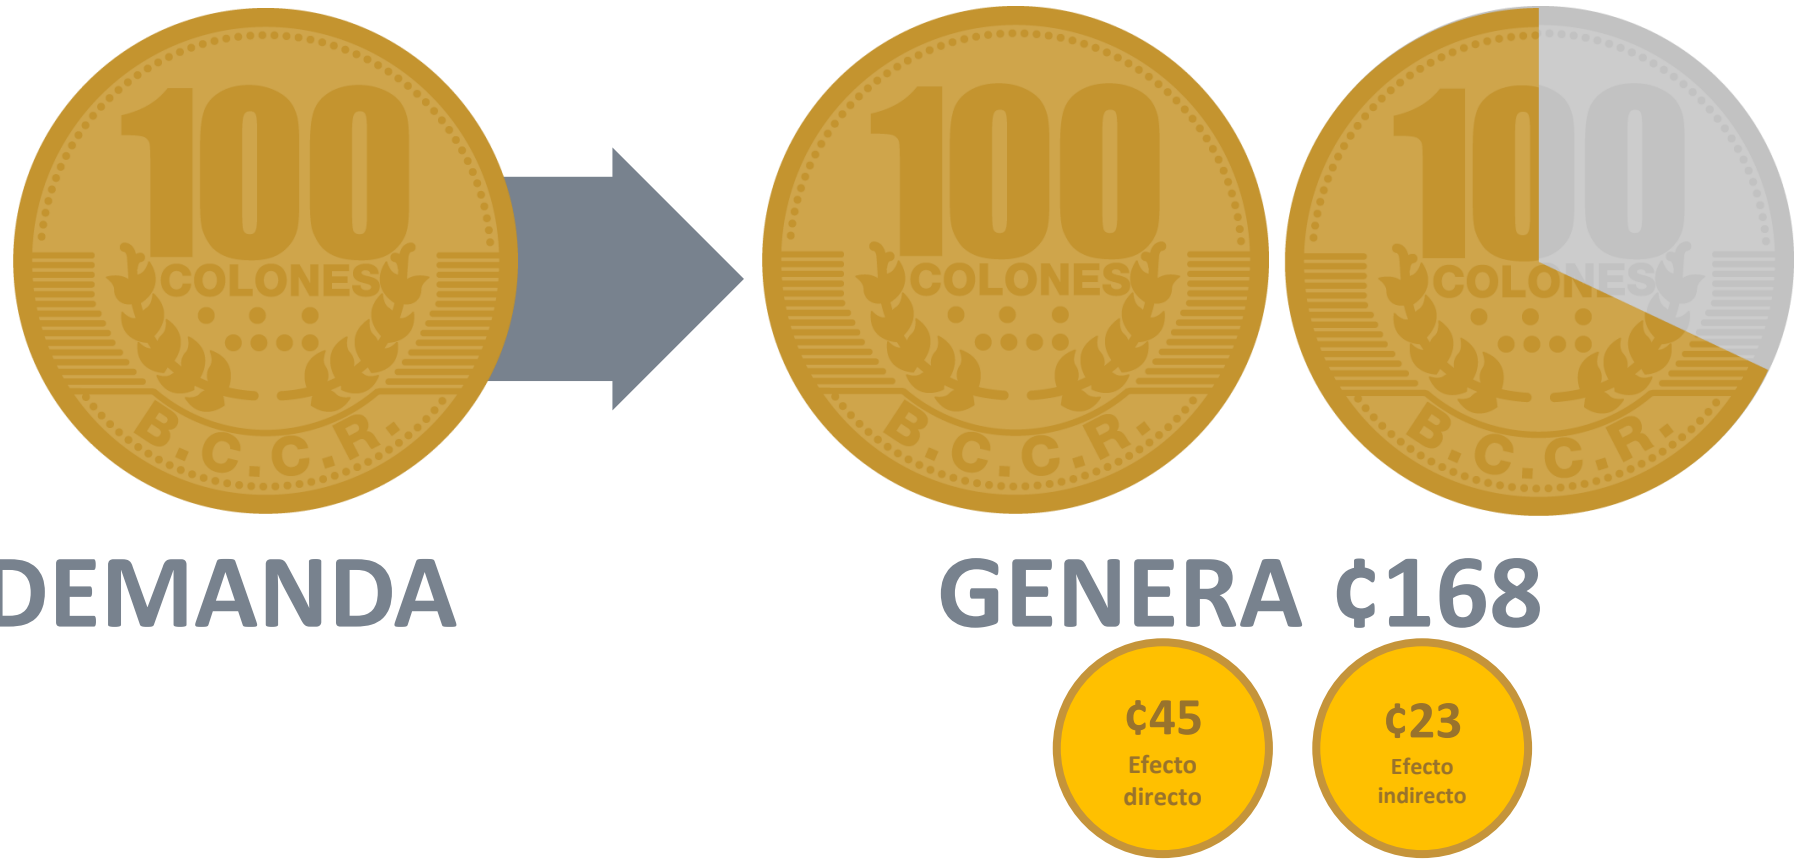 100
COLONES
B.C.C.R.
100
COLONES
B.C.C.R.
100
COLONES
B.C.C.R.
DEMANDA
GENERA ¢168
¢45
Efecto
directo
¢23
Efecto
indirecto